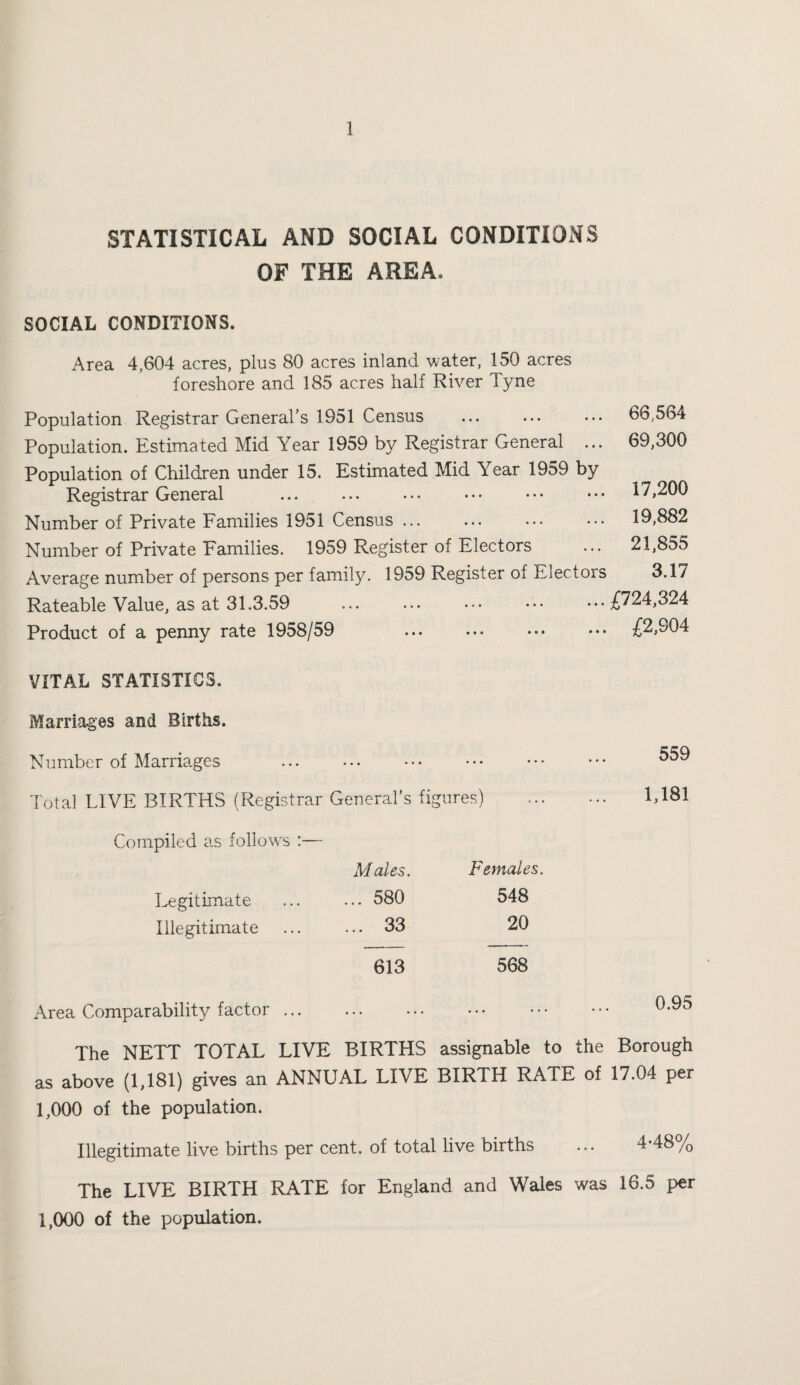 1
STATISTICAL AND SOCIAL CONDITIONS
OF THE AREA.
SOCIAL CONDITIONS.
Area 4,604 acres, plus 80 acres inland water, 150 acres
foreshore and 185 acres half River Tyne
Population Registrar General's 1951 Census ... ... ... 66,564
Population. Estimated Mid Year 1959 by Registrar General ... 69,300
Population of Children under 15. Estimated Mid Year 1959 by
Registrar General ... ... ... ... ... ... 17,200
Number of Private Families 1951 Census ... ... ... ... 19,882
Number of Private Families. 1959 Register of Electors ... 21,855
Average number of persons per family. 1959 Register of Electors 3.17
Rateable Value, as at 31.3.59 ... ... ... ... ... £724,324
Product of a penny rate 1958/59 ... ... ... ... £2,904
VITAL STATISTICS.
Marriages and Births.
Number of Marriages ... ... ... ... ... ... 559
Total LIVE BIRTHS (Registrar General's figures) ... ... 1,181
Compiled as follows :—
Males. Females.
Legitimate ... ... 580 548
Illegitimate ... ... 33 20
613 568
Area Comparability factor ... ... ... ... ... ... 0.95
The NETT TOTAL LIVE BIRTHS assignable to the Borough
as above (1,181) gives an ANNUAL LIVE BIRTH RATE of 17.04 per
1,000 of the population.
Illegitimate live births per cent. of total live births ... 4·48%
The LIVE BIRTH RATE for England and Wales was 16.5 per
1,000 of the population.